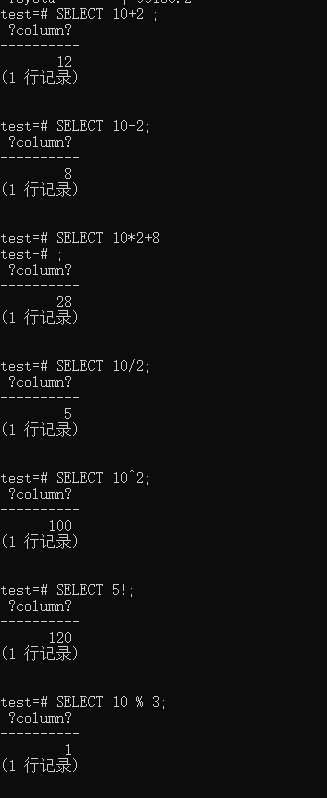 test=# SELECT 10+2 ;
?column?
----------
12
(1 行记录)
test=# SELECT 10-2;
?column?
----------
8
(1 行记录)
test=# SELECT 10*2+8
test-# ;
?column?
----------
28
(1 行记录)
test=# SELECT 10/2;
?column?
----------
5
(1 行记录)
test=# SELECT 10^2;
?column?
----------
100
(1 行记录)
test=# SELECT 5!;
?column?
----------
120
(1 行记录)
test=# SELECT 10 % 3;
?column?
----------
1
(1 行记录)